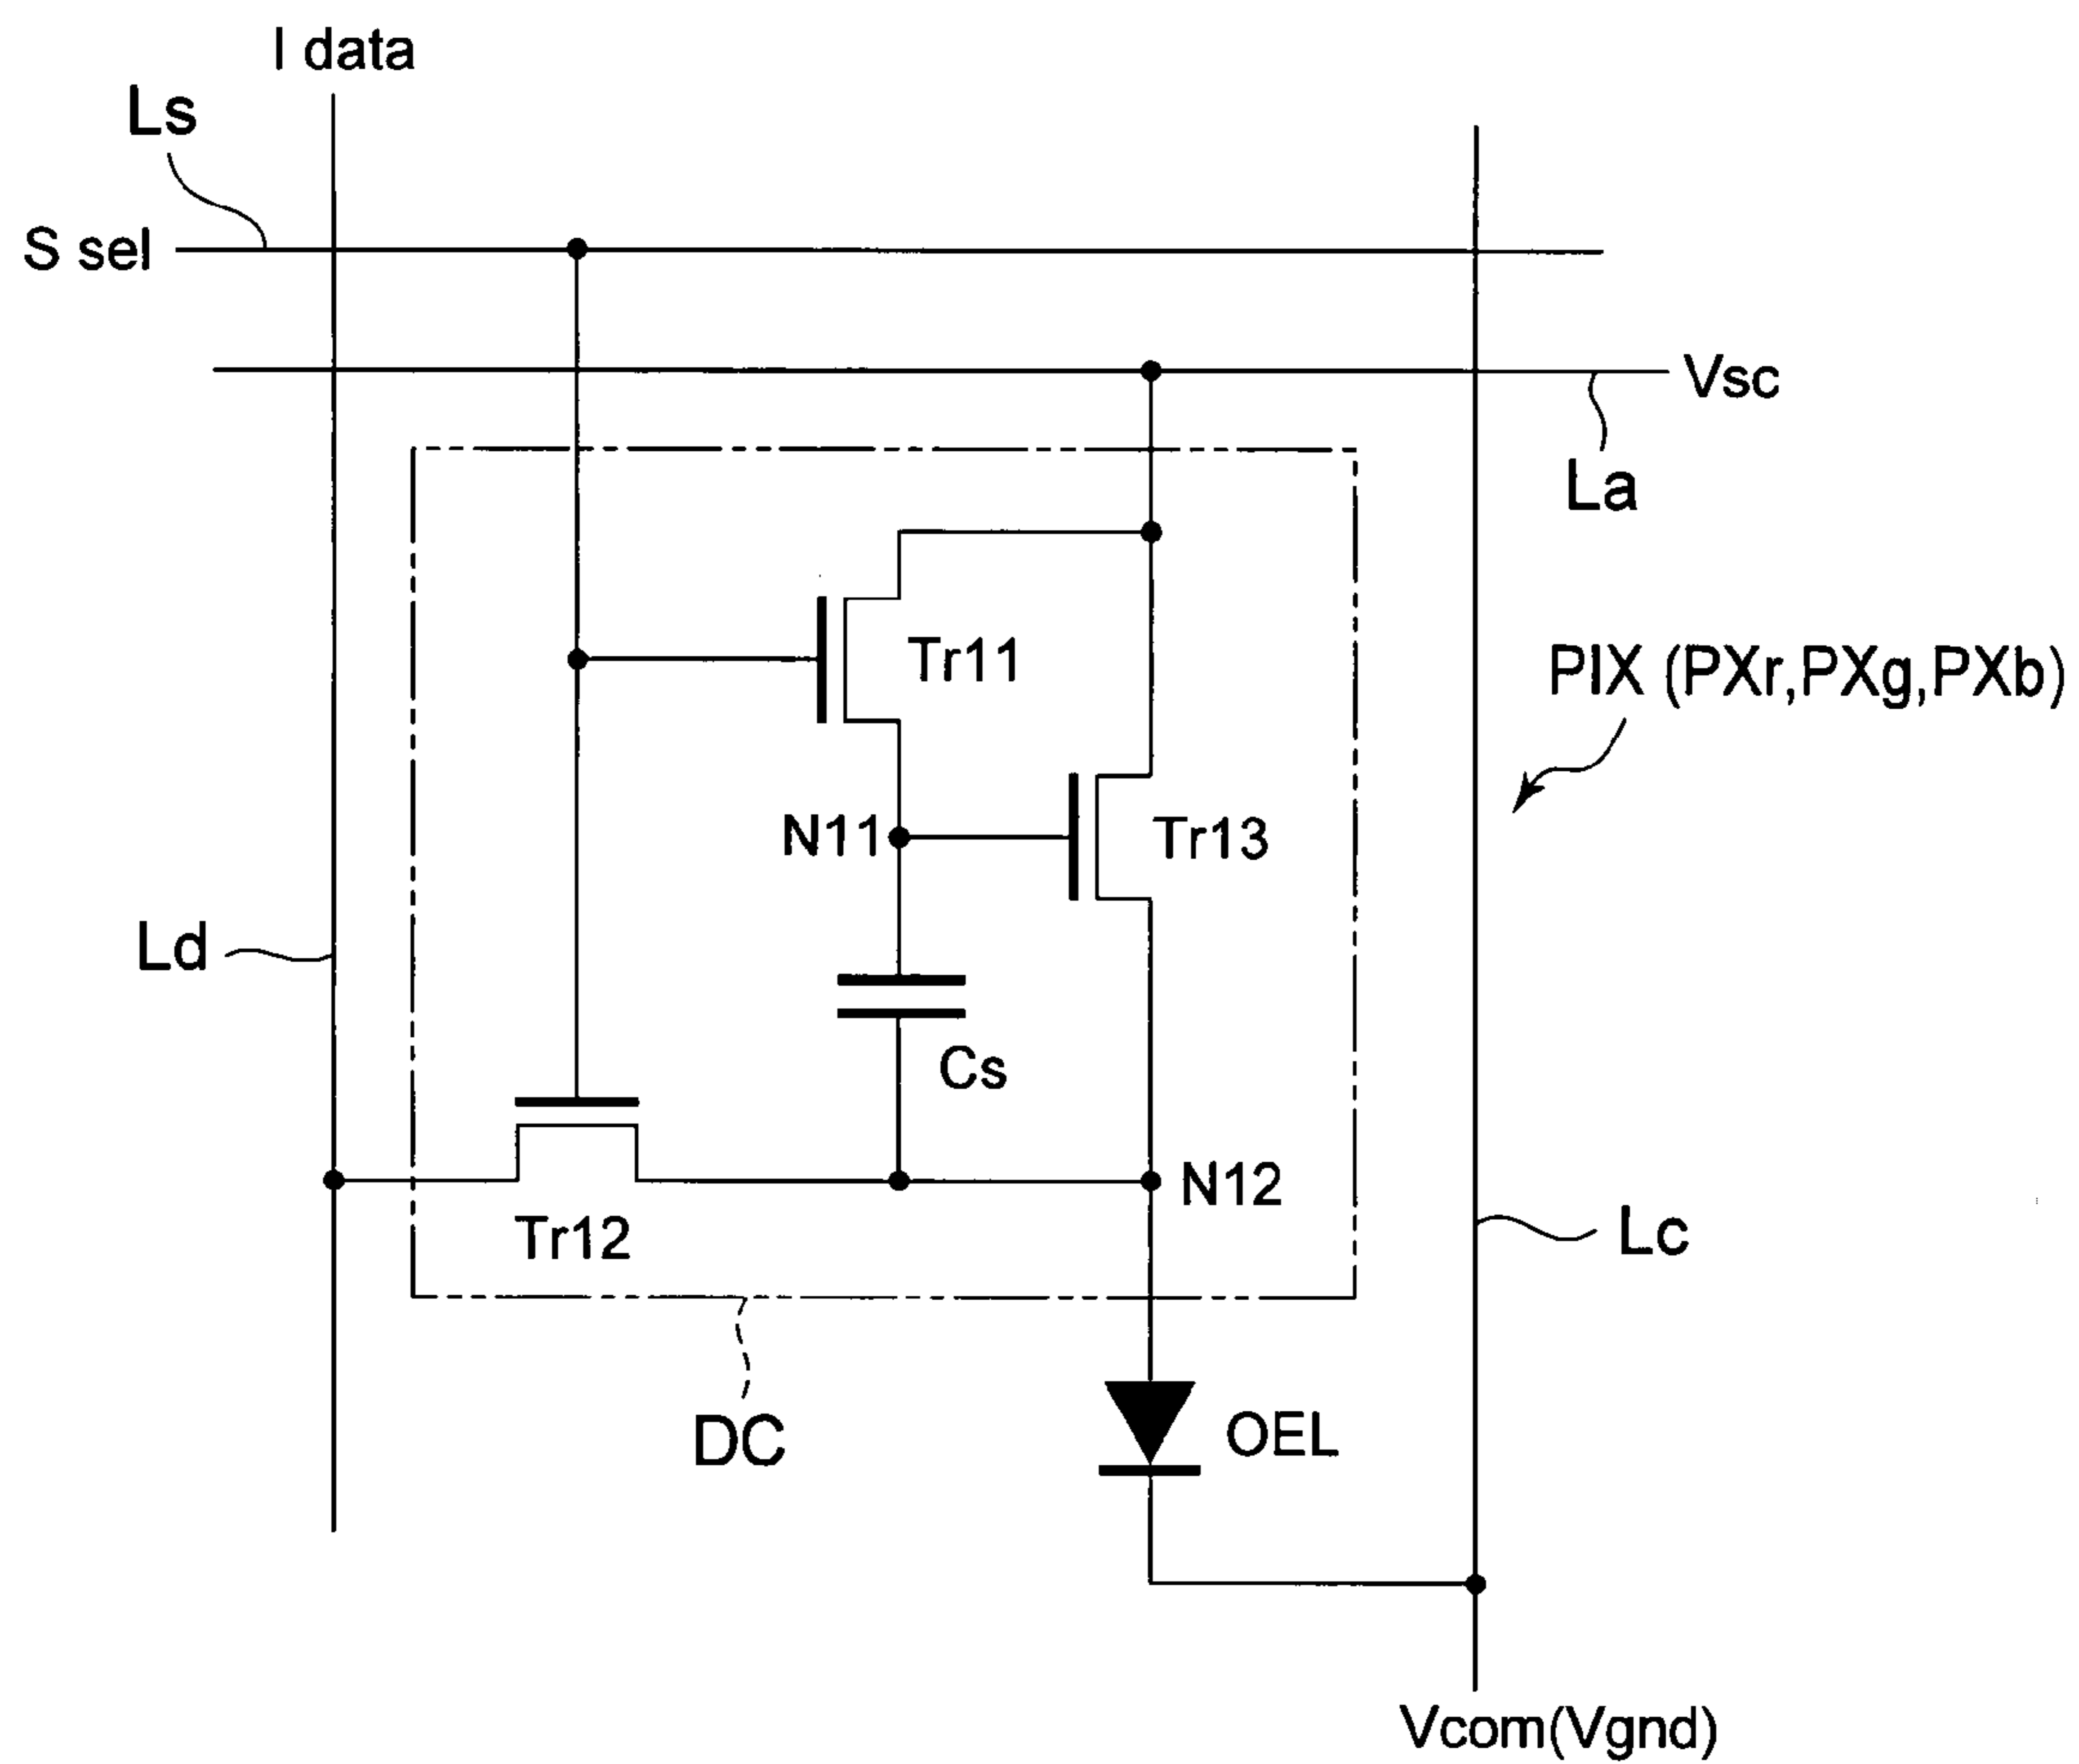 I data
Ls
S sel
Vsc
La
Tr11
PIX (PXr,PXg,PXb)
N11
Tr13
Ld
Cs
N12
Tr12
Lc
DC
OEL
Vcom(Vgnd)